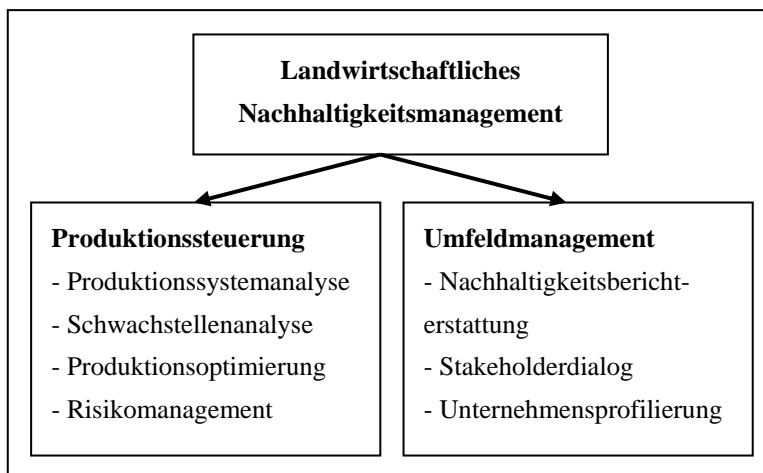 Landwirtschaftliches
Nachhaltigkeitsmanagement
Produktionssteuerung
- Produktionssystemanalyse
- Schwachstellenanalyse
- Produktionsoptimierung
- Risikomanagement
Umfeldmanagement
- Nachhaltigkeitsbericht-
erstattung
- Stakeholderdialog
- Unternehmensprofilierung